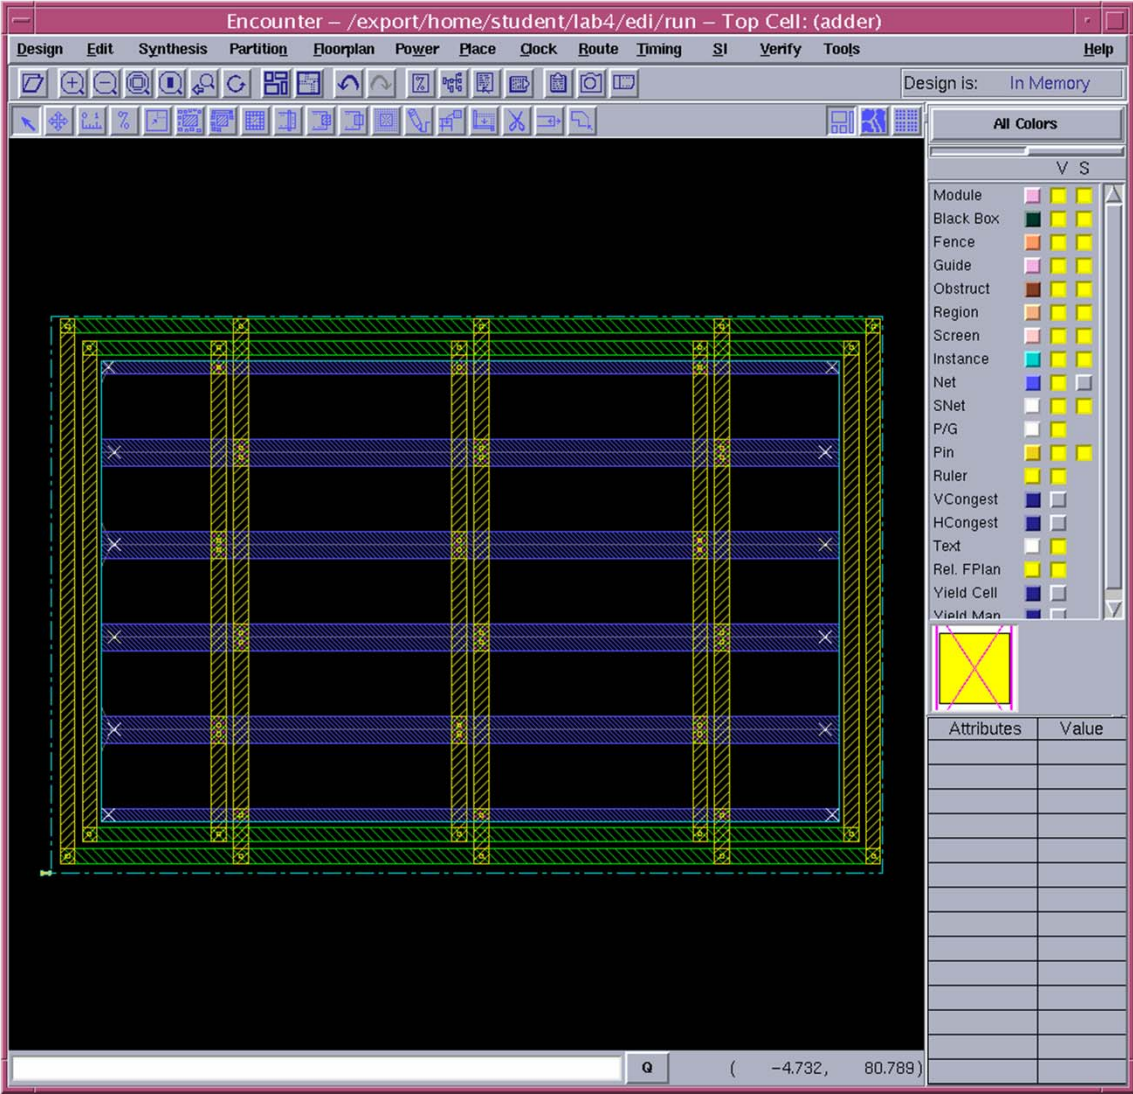 Encounter – /export/home/student/lab4/edi/run – Top Cell: (adder)
Design Edit Synthesis Partition Floorplan Power Place Clock Route Timing SI Verify Tools Help
Design is: In Memory
All Colors
V S
Module
Black Box
Fence
Guide
Obstruct
Region
Screen
Instance
Net
SNet
P/G
Pin
Ruler
VCongest
HCongest
Text
Rel. FPlan
Yield Cell
Yield Map
Attributes Value
Q ( -4.732, 80.789)